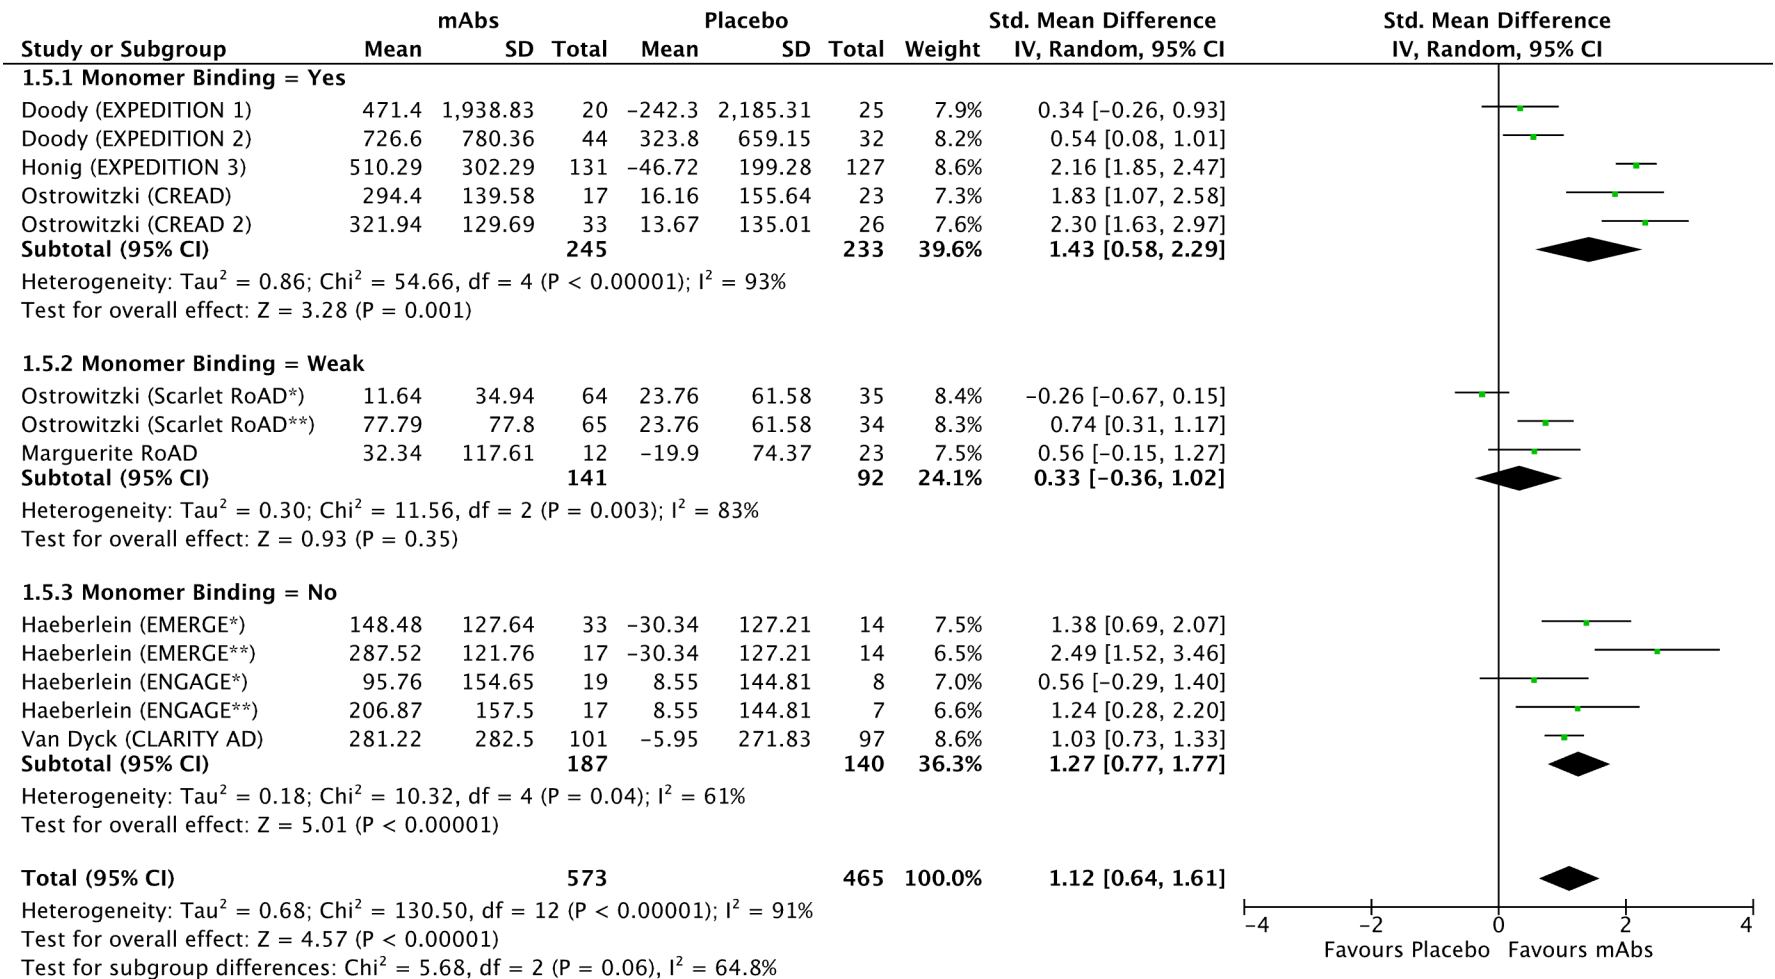 mAbs Placebo Std. Mean Difference Std. Mean Difference
Study or Subgroup Mean SD Total Mean SD Total Weight IV, Random, 95% CI IV, Random, 95% CI
1.5.1 Monomer Binding = Yes
Doody (EXPEDITION 1) 471.4 1,938.83 20 −242.3 2,185.31 25 7.9% 0.34 [−0.26, 0.93]
Doody (EXPEDITION 2) 726.6 780.36 44 323.8 659.15 32 8.2% 0.54 [0.08, 1.01]
Honig (EXPEDITION 3) 510.29 302.29 131 −46.72 199.28 127 8.6% 2.16 [1.85, 2.47]
Ostrowitzki (CREAD) 294.4 139.58 17 16.16 155.64 23 7.3% 1.83 [1.07, 2.58]
Ostrowitzki (CREAD 2) 321.94 129.69 33 13.67 135.01 26 7.6% 2.30 [1.63, 2.97]
Subtotal (95% CI) 245 233 39.6% 1.43 [0.58, 2.29]
Heterogeneity: Tau² = 0.86; Chi² = 54.66, df = 4 (P < 0.00001); I² = 93%
Test for overall effect: Z = 3.28 (P = 0.001)
1.5.2 Monomer Binding = Weak
Ostrowitzki (Scarlet RoAD*) 11.64 34.94 64 23.76 61.58 35 8.4% −0.26 [−0.67, 0.15]
Ostrowitzki (Scarlet RoAD**) 77.79 77.8 65 23.76 61.58 34 8.3% 0.74 [0.31, 1.17]
Marguerite RoAD 32.34 117.61 12 −19.9 74.37 23 7.5% 0.56 [−0.15, 1.27]
Subtotal (95% CI) 141 92 24.1% 0.33 [−0.36, 1.02]
Heterogeneity: Tau² = 0.30; Chi² = 11.56, df = 2 (P = 0.003); I² = 83%
Test for overall effect: Z = 0.93 (P = 0.35)
1.5.3 Monomer Binding = No
Haeberlein (EMERGE*) 148.48 127.64 33 −30.34 127.21 14 7.5% 1.38 [0.69, 2.07]
Haeberlein (EMERGE**) 287.52 121.76 17 −30.34 127.21 14 6.5% 2.49 [1.52, 3.46]
Haeberlein (ENGAGE*) 95.76 154.65 19 8.55 144.81 8 7.0% 0.56 [−0.29, 1.40]
Haeberlein (ENGAGE**) 206.87 157.5 17 8.55 144.81 7 6.6% 1.24 [0.28, 2.20]
Van Dyck (CLARITY AD) 281.22 282.5 101 −5.95 271.83 97 8.6% 1.03 [0.73, 1.33]
Subtotal (95% CI) 187 140 36.3% 1.27 [0.77, 1.77]
Heterogeneity: Tau² = 0.18; Chi² = 10.32, df = 4 (P = 0.04); I² = 61%
Test for overall effect: Z = 5.01 (P < 0.00001)
Total (95% CI) 573 465 100.0% 1.12 [0.64, 1.61]
Heterogeneity: Tau² = 0.68; Chi² = 130.50, df = 12 (P < 0.00001); I² = 91%
Test for overall effect: Z = 4.57 (P < 0.00001)
Test for subgroup differences: Chi² = 5.68, df = 2 (P = 0.06), I² = 64.8%
−4 −2 0 2 4
Favours Placebo Favours mAbs